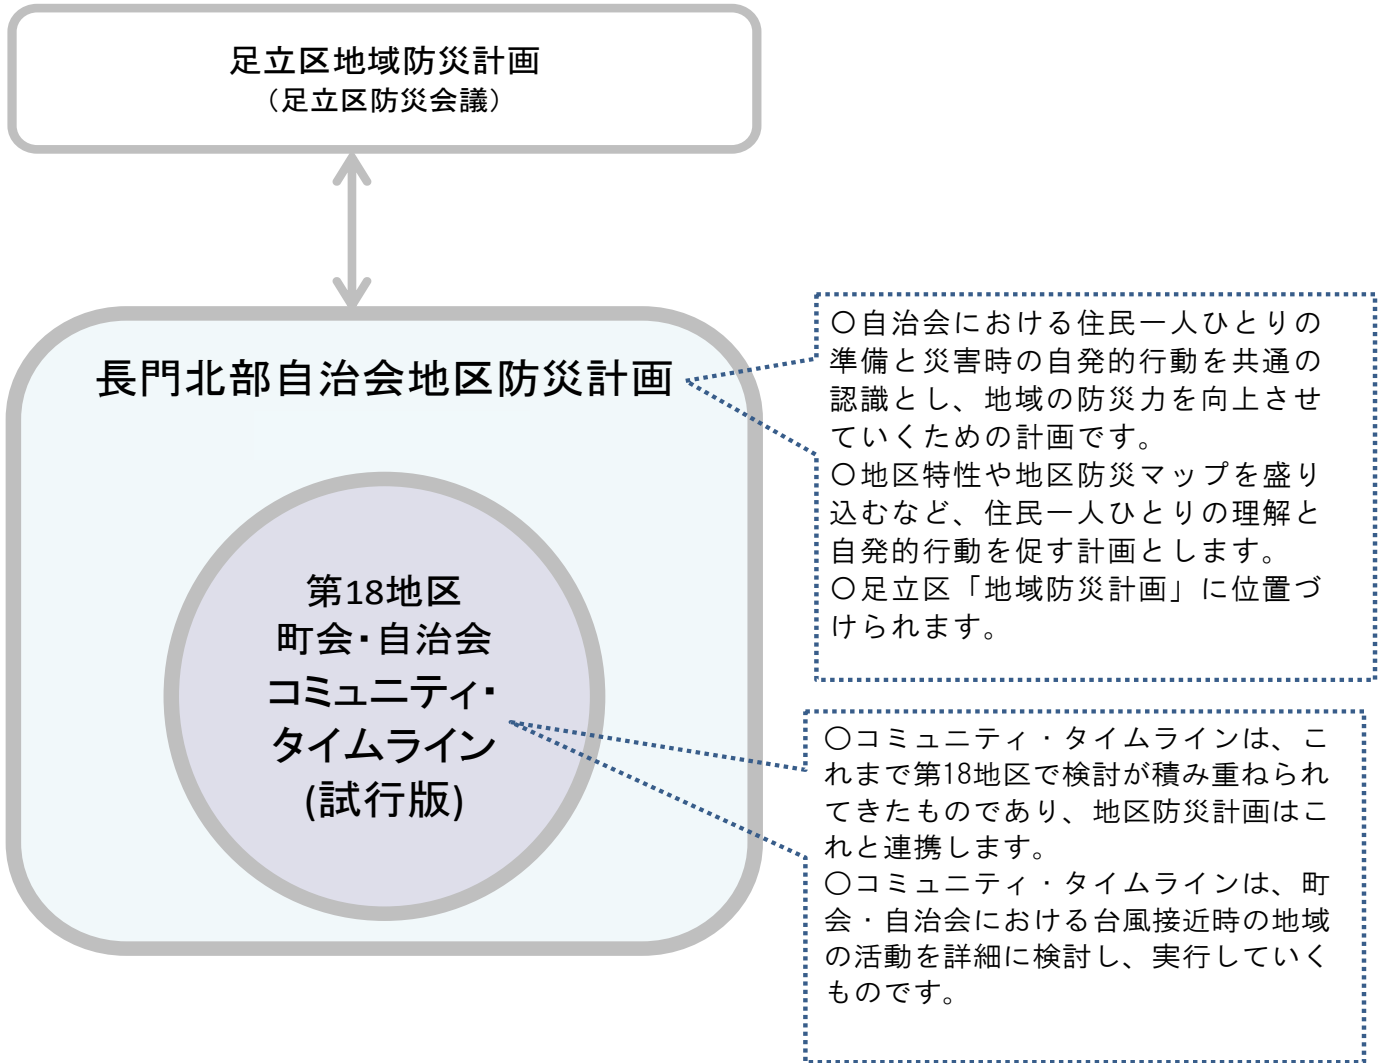 足立区地域防災計画
（足立区防災会議）
長門北部自治会地区防災計画
第18地区
町会・自治会
コミュニティ・
タイムライン
(試行版)
〇自治会における住民一人ひとりの
準備と災害時の自発的行動を共通の
認識とし、地域の防災力を向上させ
ていくための計画です。
〇地区特性や地区防災マップを盛り
込むなど、住民一人ひとりの理解と
自発的行動を促す計画とします。
〇足立区「地域防災計画」に位置づ
けられます。
〇コミュニティ・タイムラインは、こ
れまで第18地区で検討が積み重ねられ
てきたものであり、地区防災計画はこ
れと連携します。
〇コミュニティ・タイムラインは、町
会・自治会における台風接近時の地域
の活動を詳細に検討し、実行していく
ものです。